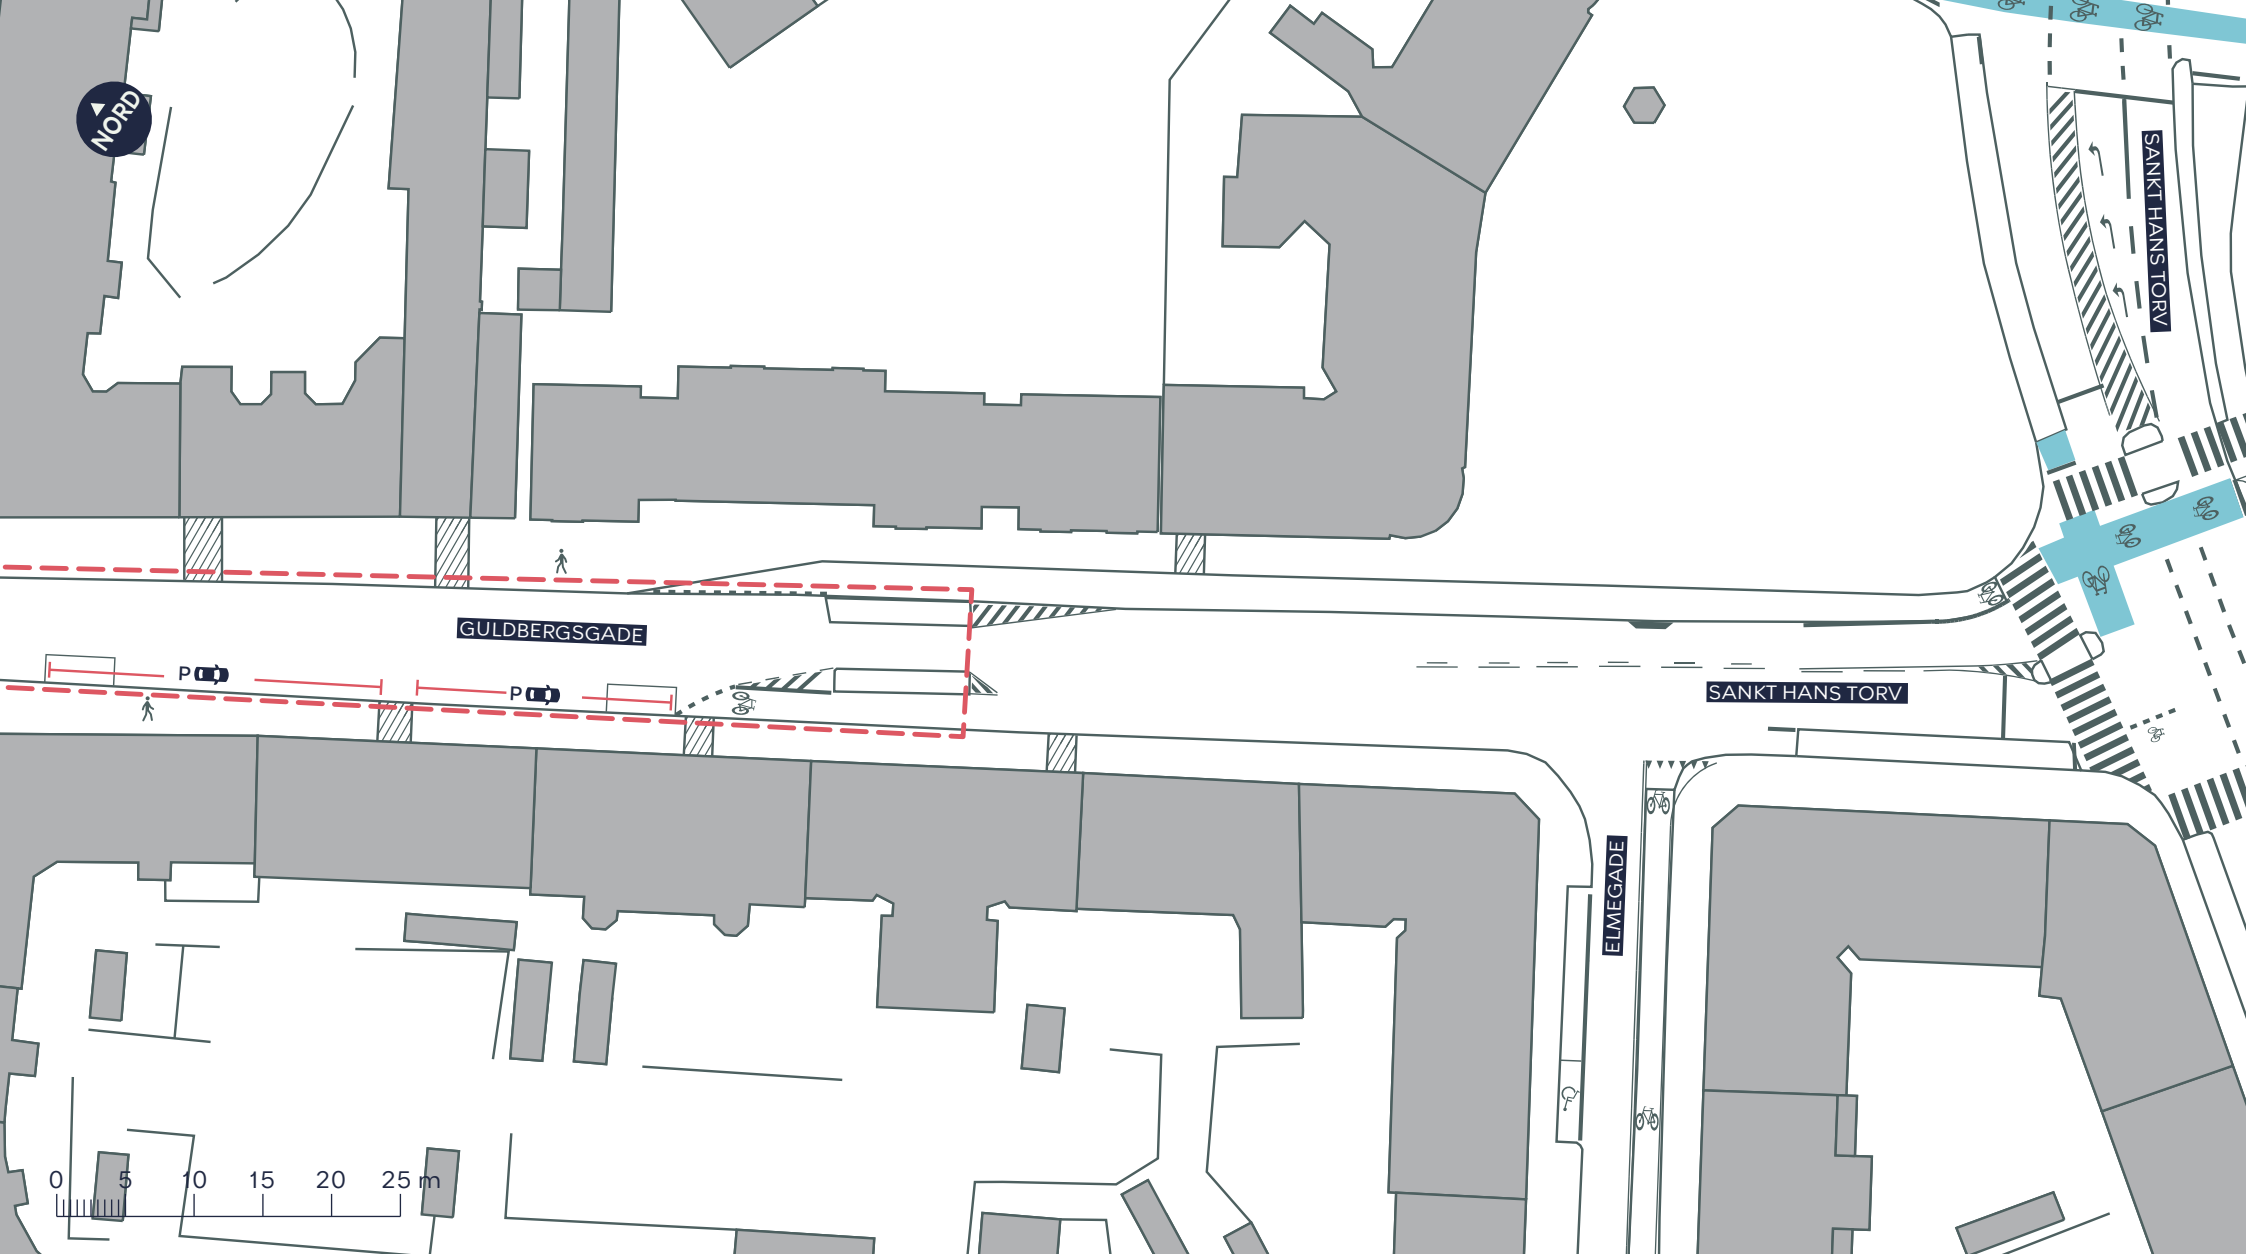 NORD
SANKT HANS TORV
GULDBERGSGADE
P
P
SANKT HANS TORV
ELMEGADE
0 5 10 15 20 25 m